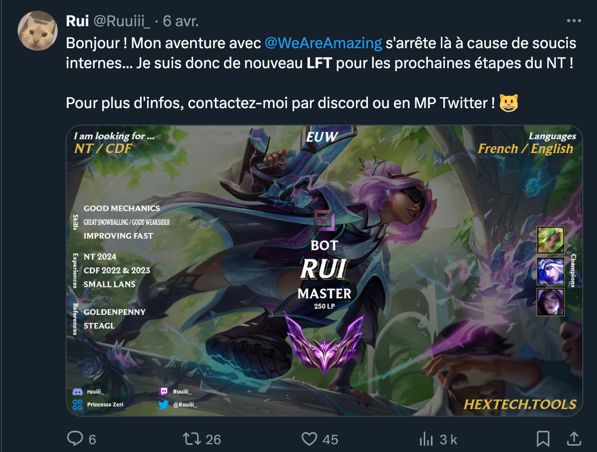 Rui @Ruuiii_ · 6 avr.
Bonjour ! Mon aventure avec @WeAreAmazing s'arrête là à cause de soucis
internes... Je suis donc de nouveau LFT pour les prochaines étapes du NT !
Pour plus d'infos, contactez-moi par discord ou en MP Twitter ! 😺
I am looking for ...
NT / CDF
EUW
Languages
French / English
Skills
GOOD MECHANICS
GREAT SNOWBALLING / GOOD WEAKSIDER
IMPROVING FAST
Experiences
NT 2024
CDF 2022 & 2023
SMALL LANS
References
GOLDENPENNY
STEAGL
BOT
RUI
MASTER
250 LP
Champions
ruuiii_
Ruuiii_
OP.GG
Princesse Zeri
@Ruuiii_
HEXTECH.TOOLS
6
26
45
3 k